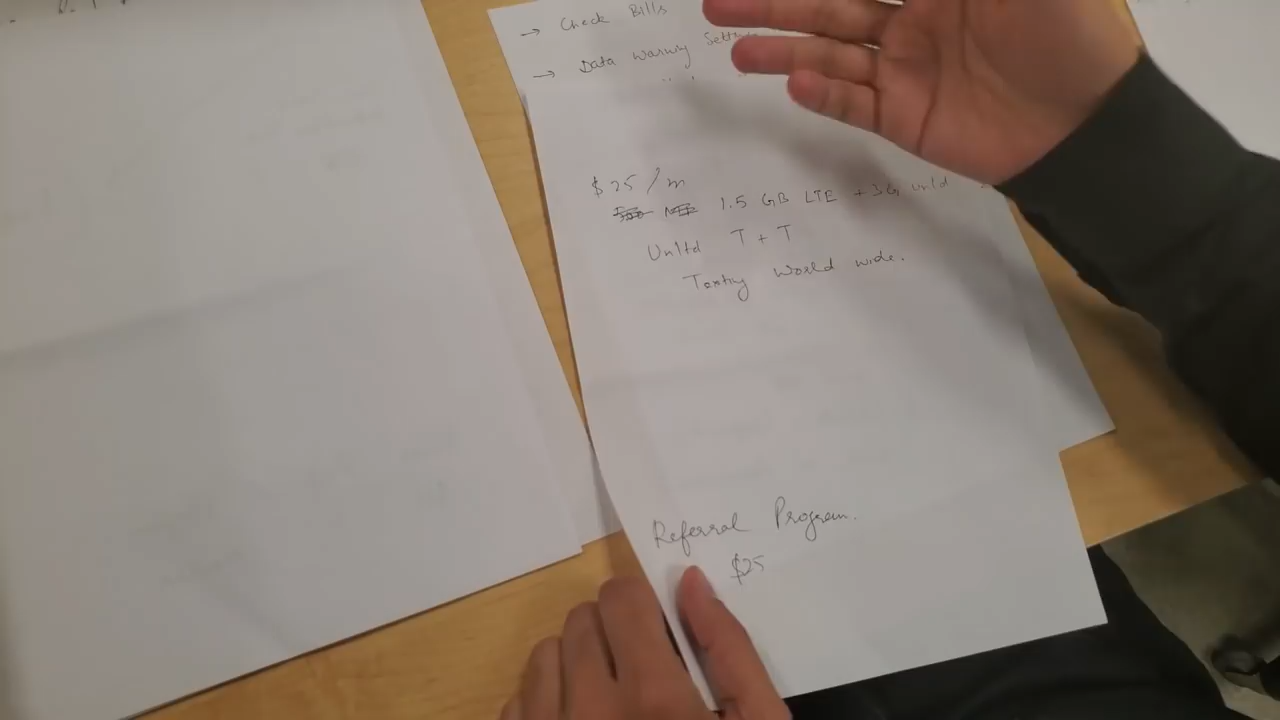 → Check Bills
→ Data Warning
$25 / m
1.5 GB LTE + 3G unltd
Unltd T + T
Texting World wide.
Referral Program.
$25